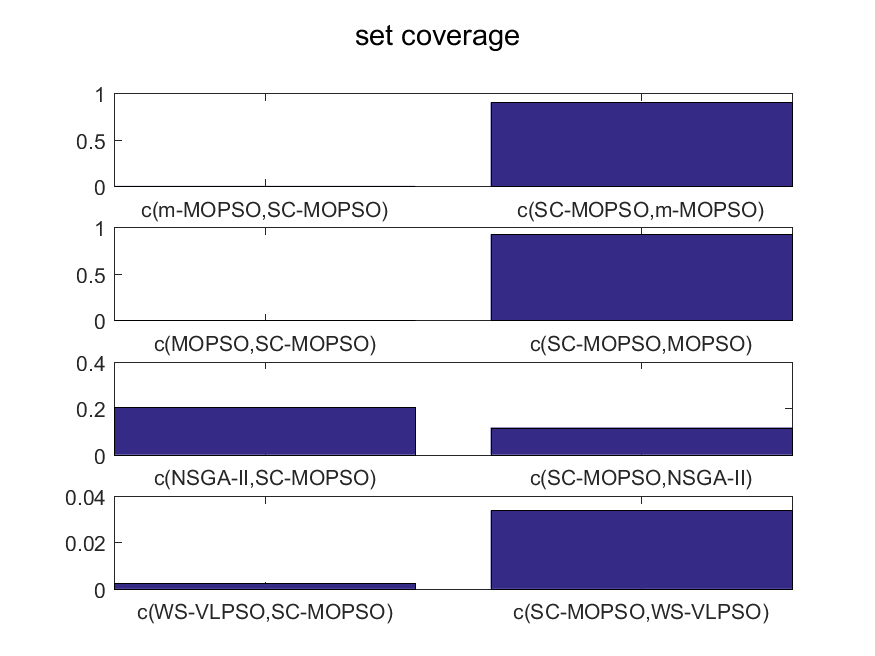 set coverage
1
0.5
0
c(m-MOPSO,SC-MOPSO) c(SC-MOPSO,m-MOPSO)
1
0.5
0
c(MOPSO,SC-MOPSO) c(SC-MOPSO,MOPSO)
0.4
0.2
0
c(NSGA-II,SC-MOPSO) c(SC-MOPSO,NSGA-II)
0.04
0.02
0
c(WS-VLPSO,SC-MOPSO) c(SC-MOPSO,WS-VLPSO)